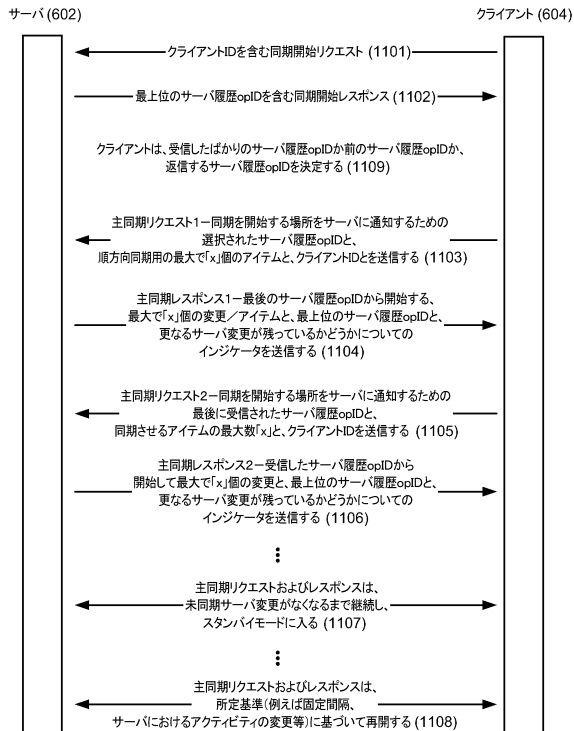 サーバ(602)
クライアント(604)
クライアントIDを含む同期開始リクエスト(1101)
最上位のサーバ履歴opIDを含む同期開始レスポンス(1102)
クライアントは、受信したばかりのサーバ履歴opIDか前のサーバ履歴opIDか、
返信するサーバ履歴opIDを決定する(1109)
主同期リクエスト1－同期を開始する場所をサーバに通知するための
選択されたサーバ履歴opIDと、
順方向同期用の最大で「x」個のアイテムと、クライアントIDとを送信する(1103)
主同期レスポンス1－最後のサーバ履歴opIDから開始する、
最大で「x」個の変更／アイテムと、最上位のサーバ履歴opIDと、
更なるサーバ変更が残っているかどうかについての
インジケータを送信する(1104)
主同期リクエスト2－同期を開始する場所をサーバに通知するための
最後に受信されたサーバ履歴opIDと、
同期させるアイテムの最大数「x」と、クライアントIDを送信する(1105)
主同期レスポンス2－受信したサーバ履歴opIDから
開始して最大で「x」個の変更と、最上位のサーバ履歴opIDと、
更なるサーバ変更が残っているかどうかについての
インジケータを送信する(1106)
主同期リクエストおよびレスポンスは、
未同期サーバ変更がなくなるまで継続し、
スタンバイモードに入る(1107)
主同期リクエストおよびレスポンスは、
所定基準(例えば固定間隔、
サーバにおけるアクティビティの変更等)に基づいて再開する(1108)